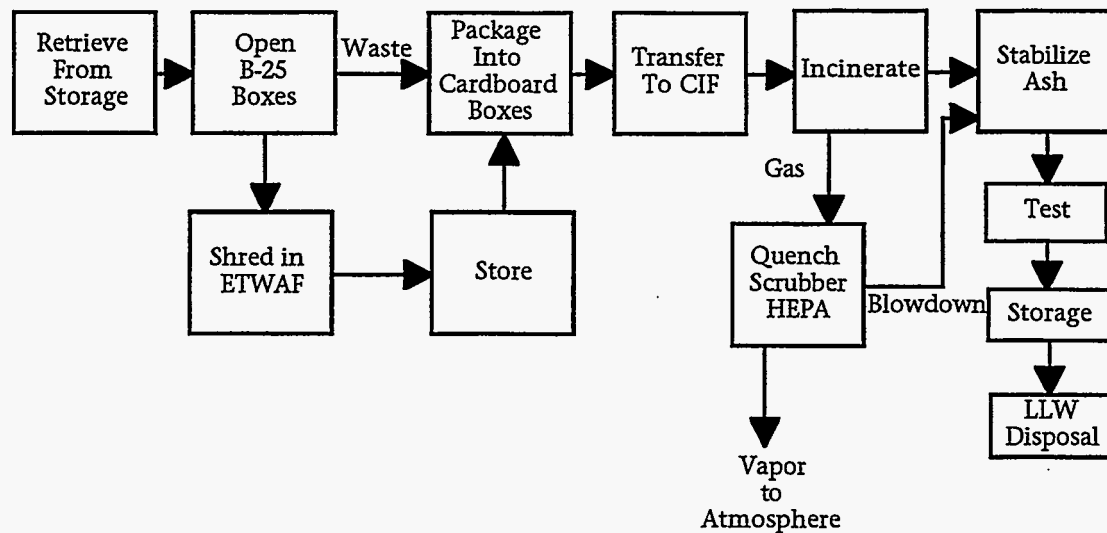 Retrieve
From
Storage
Open
B-25
Boxes
Waste
Package
Into
Cardboard
Boxes
Transfer
To CIF
Incinerate
Stabilize
Ash
Gas
Shred in
ETWAF
Store
Quench
Scrubber
HEPA
Blowdown
Test
Storage
LLW
Disposal
Vapor
to
Atmosphere